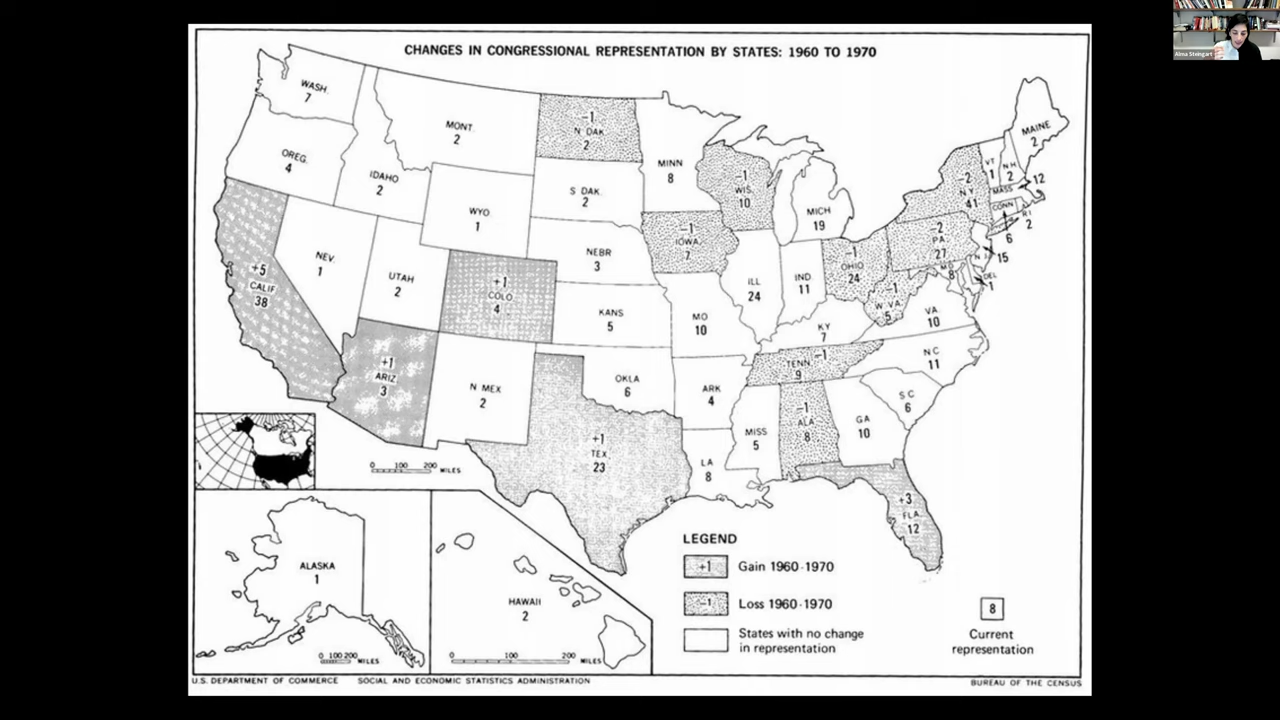 Alma Steingart
CHANGES IN CONGRESSIONAL REPRESENTATION BY STATES: 1960 TO 1970
WASH.
7
MONT.
2
-1
N DAK.
2
MINN
8
MAINE
2
OREG.
4
IDAHO
2
WYO
1
S DAK.
2
-1
WIS.
10
MICH
19
-2
N Y
41
VT
1
N.H.
2
MASS
12
CONN
6
R I
2
+5
CALIF
38
NEV.
1
UTAH
2
+1
COLO
4
NEBR
3
-1
IOWA
7
ILL
24
IND.
11
-1
OHIO
24
-2
PA
27
N J
15
DEL
1
MD
8
-1
W VA.
5
VA.
10
KANS
5
MO
10
KY
7
+1
ARIZ
3
N MEX
2
OKLA
6
ARK
4
TENN -1
9
N C
11
S C
6
+1
TEX
23
LA
8
MISS
5
-1
ALA
8
GA
10
+3
FLA.
12
0 100 200 MILES
ALASKA
1
0 100 200 MILES
HAWAII
2
0 100 200 MILES
LEGEND
+1 Gain 1960-1970
-1 Loss 1960-1970
States with no change
in representation
8
Current
representation
U.S. DEPARTMENT OF COMMERCE SOCIAL AND ECONOMIC STATISTICS ADMINISTRATION
BUREAU OF THE CENSUS